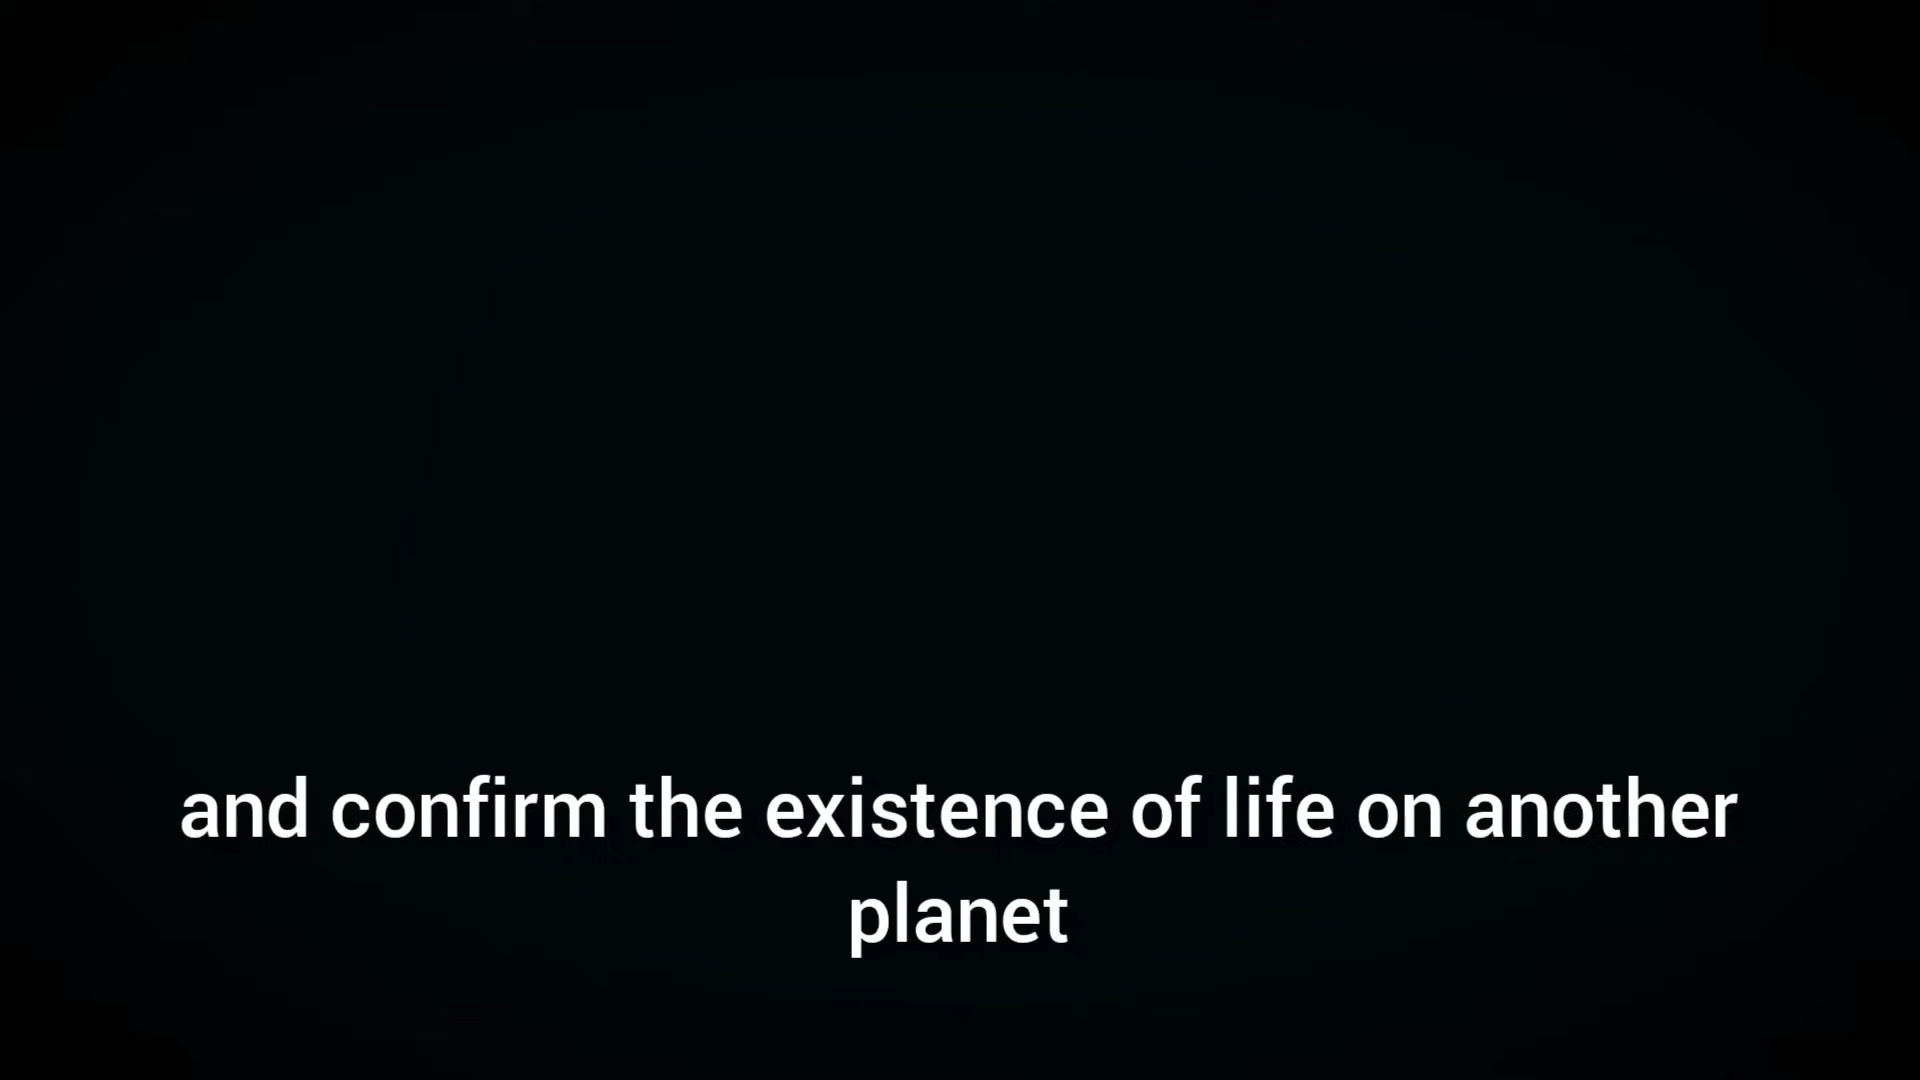 and confirm the existence of life on another
planet